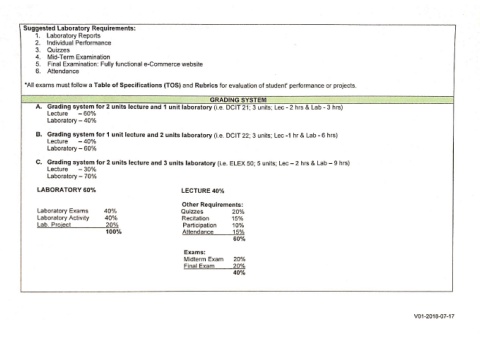 Suggested Laboratory Requirements:
1. Laboratory Reports
2. Individual Performance
3. Quizzes
4. Mid-Term Examination
5. Final Examination: Fully functional e-Commerce website
6. Attendance
*All exams must follow a Table of Specifications (TOS) and Rubrics for evaluation of student' performance or projects.
GRADING SYSTEM
A. Grading system for 2 units lecture and 1 unit laboratory (i.e. DCIT 21; 3 units; Lec - 2 hrs & Lab - 3 hrs)
Lecture – 60%
Laboratory – 40%
B. Grading system for 1 unit lecture and 2 units laboratory (i.e. DCIT 22; 3 units; Lec -1 hr & Lab - 6 hrs)
Lecture – 40%
Laboratory – 60%
C. Grading system for 2 units lecture and 3 units laboratory (i.e. ELEX 50; 5 units; Lec – 2 hrs & Lab – 9 hrs)
Lecture – 30%
Laboratory – 70%
LABORATORY 60%
Laboratory Exams 40%
Laboratory Activity 40%
Lab. Project 20%
100%
LECTURE 40%
Other Requirements:
Quizzes 20%
Recitation 15%
Participation 10%
Attendance 15%
60%
Exams:
Midterm Exam 20%
Final Exam 20%
40%
V01-2018-07-17